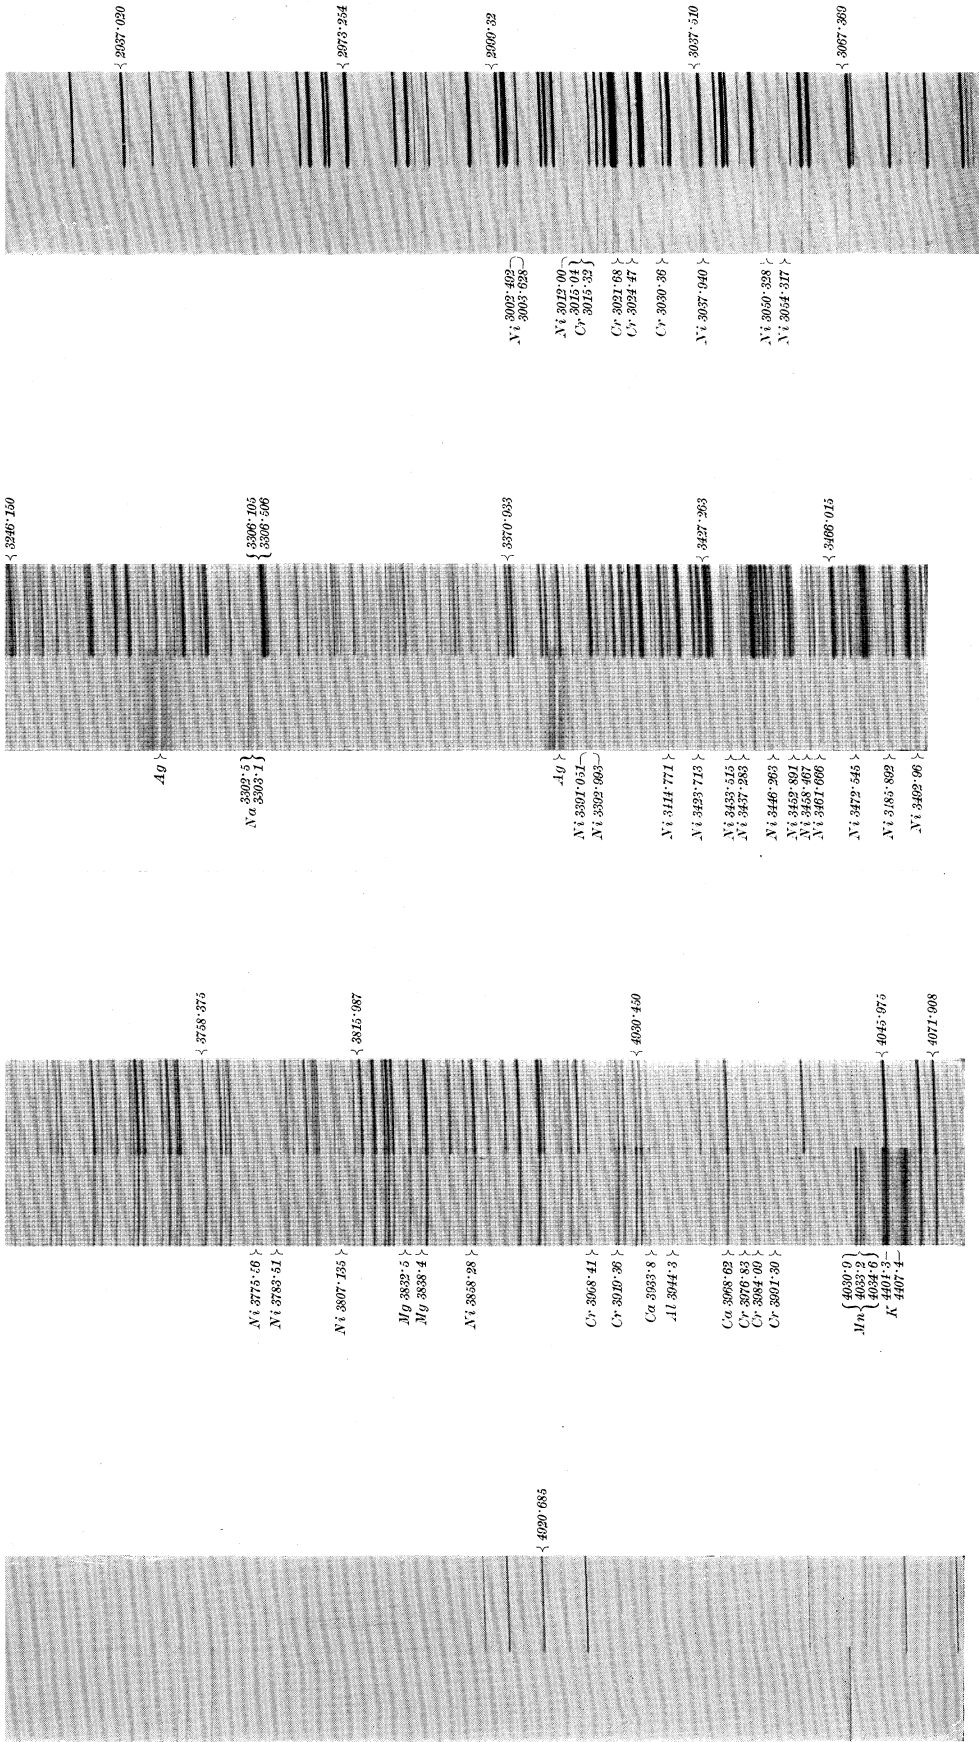 2937·020
2973·254
2999·32
3037·510
3067·369
Ni 3002·492
3003·628
Ni 3012·00
Cr 3015·04
3015·32
Cr 3021·68
Cr 3024·47
Cr 3030·36
Ni 3037·940
Ni 3050·328
Ni 3054·317
3246·150
3306·105
3306·506
3370·933
3427·263
3466·015
Ag
Na 3302·5
3303·1
Ag
Ni 3391·051
Ni 3392·993
Ni 3414·771
Ni 3423·713
Ni 3433·515
Ni 3437·283
Ni 3446·263
Ni 3452·891
Ni 3458·467
Ni 3461·666
Ni 3472·545
Ni 3485·892
Ni 3492·96
3758·375
3815·987
4930·450
4045·975
4071·908
Ni 3775·56
Ni 3783·51
Ni 3807·135
Mg 3832·5
Mg 3838·4
Ni 3858·28
Cr 3908·41
Cr 3919·36
Ca 3933·8
Al 3944·3
Ca 3968·62
Cr 3976·83
Cr 3984·09
Cr 3991·30
Mn
4030·9
4033·2
4034·6
K
4404·3
4407·4
4920·685